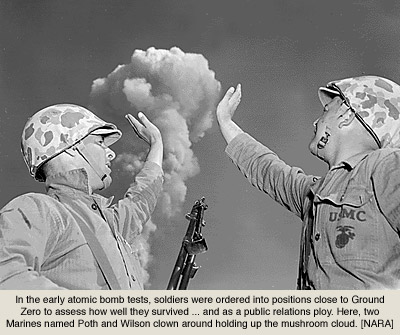 USMC
In the early atomic bomb tests, soldiers were ordered into positions close to Ground
Zero to assess how well they survived ... and as a public relations ploy. Here, two
Marines named Poth and Wilson clown around holding up the mushroom cloud. [NARA]